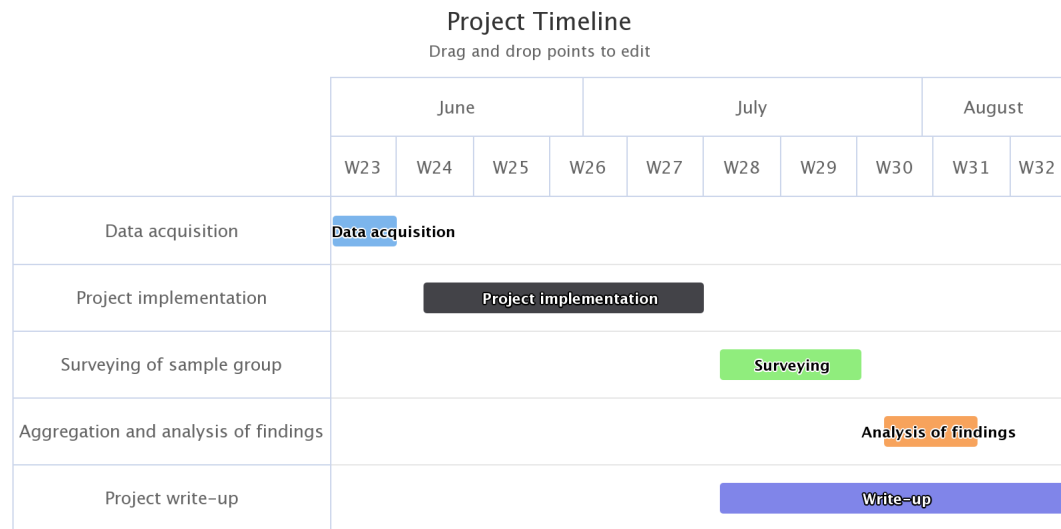 Project Timeline
Drag and drop points to edit
June July August
W23 W24 W25 W26 W27 W28 W29 W30 W31 W32
Data acquisition Data acquisition
Project implementation Project implementation
Surveying of sample group Surveying
Aggregation and analysis of findings Analysis of findings
Project write-up Write-up